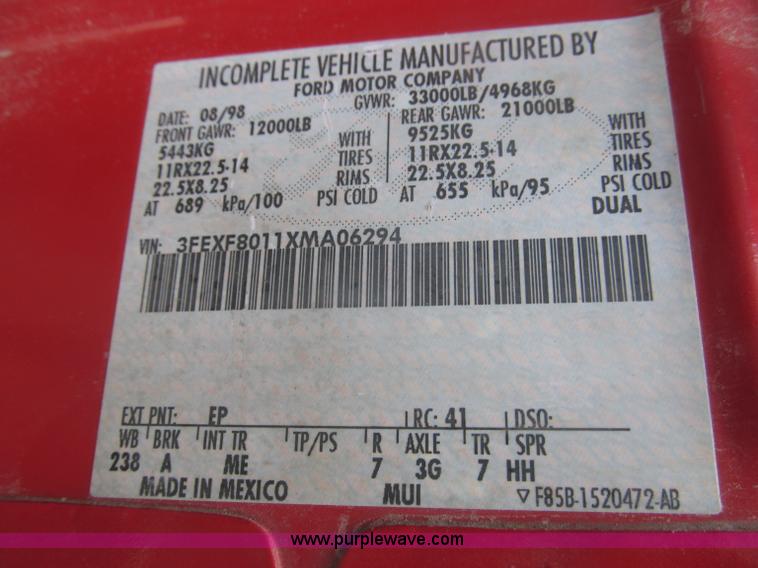 INCOMPLETE VEHICLE MANUFACTURED BY
FORD MOTOR COMPANY
DATE: 08/98 GVWR: 33000LB/4968KG
FRONT GAWR: 12000LB REAR GAWR: 21000LB
5443KG WITH 9525KG WITH
11RX22.5-14 TIRES 11RX22.5-14 TIRES
22.5X8.25 RIMS 22.5X8.25 RIMS
AT 689 kPa/100 PSI COLD AT 655 kPa/95 PSI COLD
DUAL
VIN: 3FEXF8011XMA06294
EXT PNT: EP RC: 41 DSO:
WB BRK INT TR TP/PS R AXLE TR SPR
238 A ME 7 3G 7 HH
MADE IN MEXICO MUI F85B-1520472-AB
www.purplewave.com